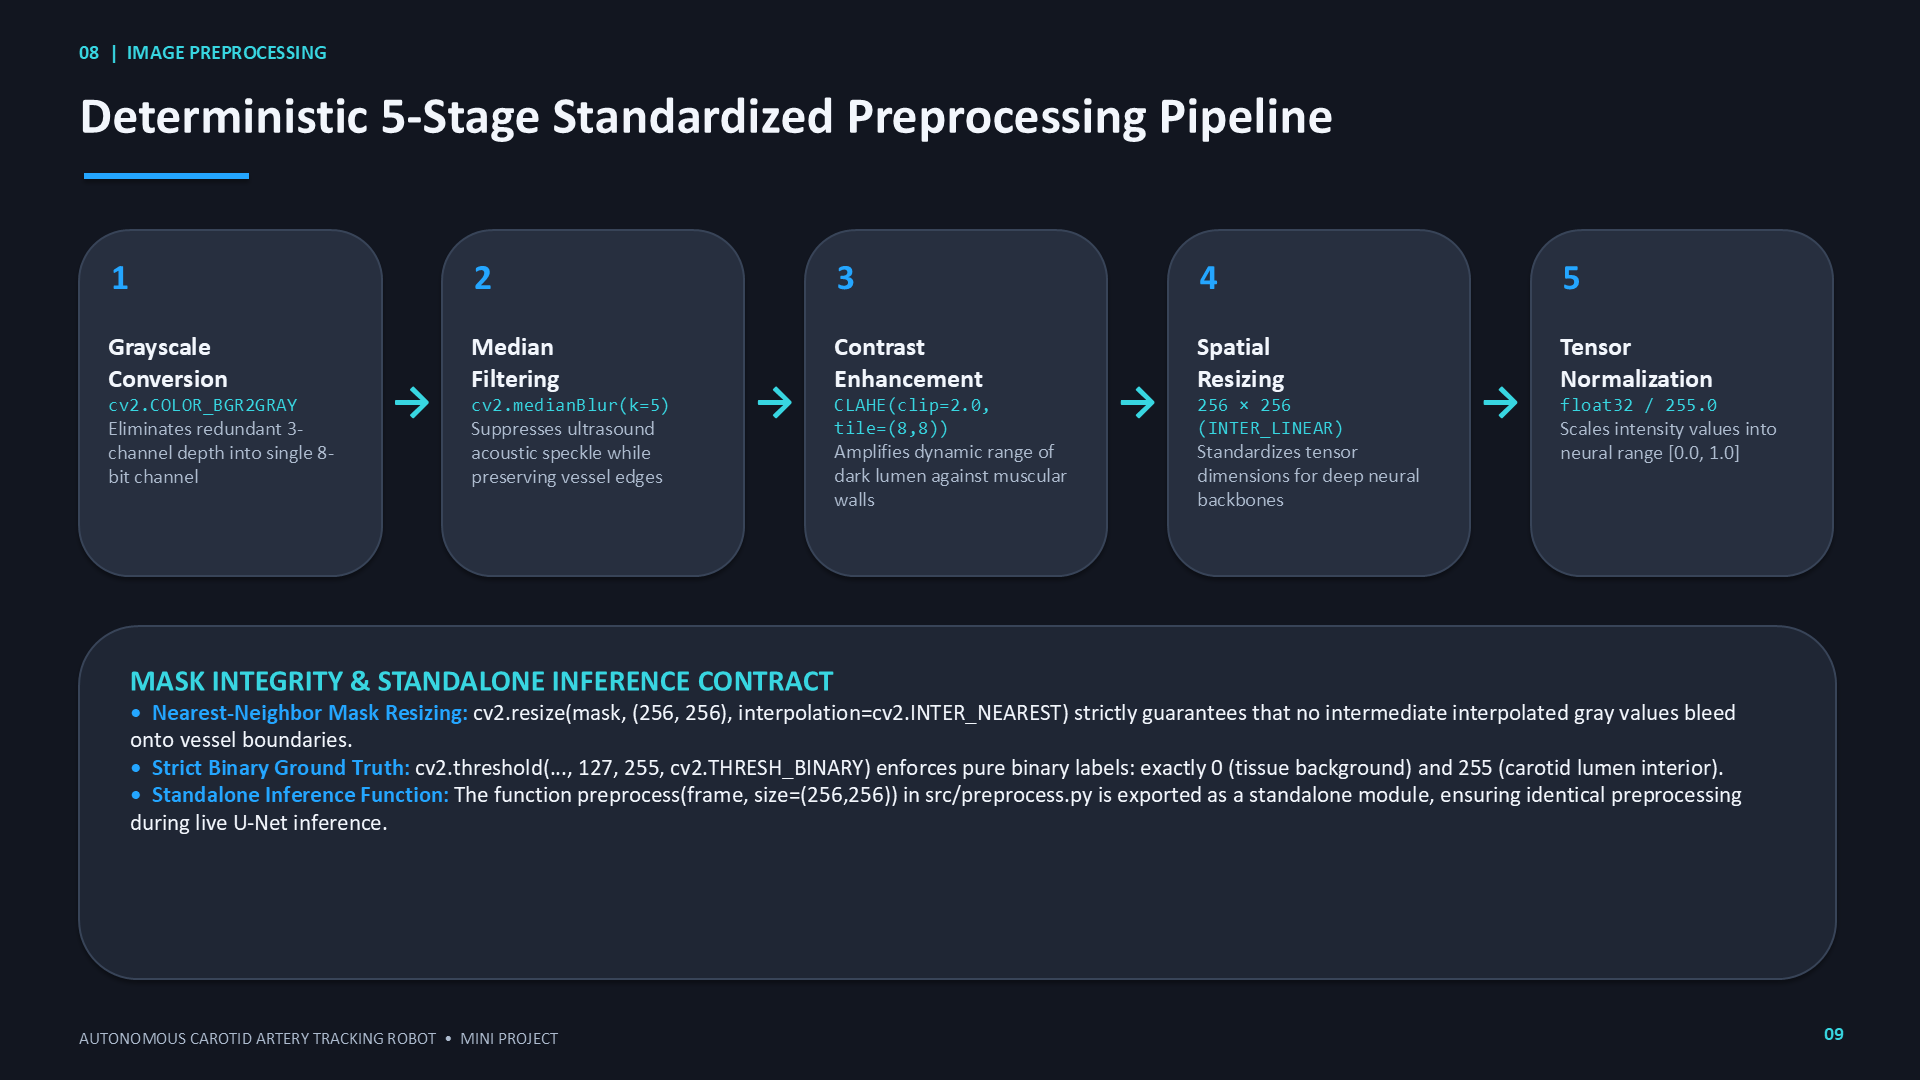 08 | IMAGE PREPROCESSING
Deterministic 5-Stage Standardized Preprocessing Pipeline
1
Grayscale
Conversion
cv2.COLOR_BGR2GRAY
Eliminates redundant 3-
channel depth into single 8-
bit channel
→
2
Median
Filtering
cv2.medianBlur(k=5)
Suppresses ultrasound
acoustic speckle while
preserving vessel edges
→
3
Contrast
Enhancement
CLAHE(clip=2.0,
tile=(8,8))
Amplifies dynamic range of
dark lumen against muscular
walls
→
4
Spatial
Resizing
256 × 256
(INTER_LINEAR)
Standardizes tensor
dimensions for deep neural
backbones
→
5
Tensor
Normalization
float32 / 255.0
Scales intensity values into
neural range [0.0, 1.0]
MASK INTEGRITY & STANDALONE INFERENCE CONTRACT
• Nearest-Neighbor Mask Resizing: cv2.resize(mask, (256, 256), interpolation=cv2.INTER_NEAREST) strictly guarantees that no intermediate interpolated gray values bleed
onto vessel boundaries.
• Strict Binary Ground Truth: cv2.threshold(..., 127, 255, cv2.THRESH_BINARY) enforces pure binary labels: exactly 0 (tissue background) and 255 (carotid lumen interior).
• Standalone Inference Function: The function preprocess(frame, size=(256,256)) in src/preprocess.py is exported as a standalone module, ensuring identical preprocessing
during live U-Net inference.
AUTONOMOUS CAROTID ARTERY TRACKING ROBOT • MINI PROJECT
09